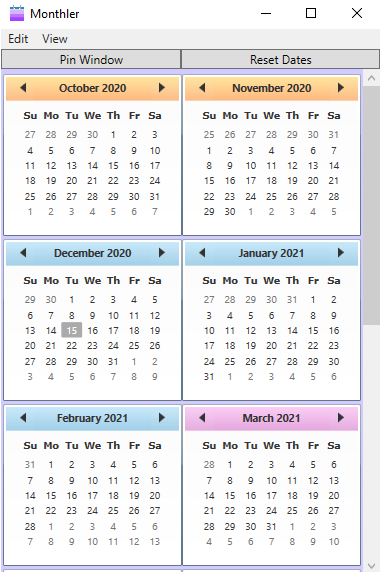 Monthler
Edit View
Pin Window Reset Dates
October 2020
Su Mo Tu We Th Fr Sa
27 28 29 30 1 2 3
4 5 6 7 8 9 10
11 12 13 14 15 16 17
18 19 20 21 22 23 24
25 26 27 28 29 30 31
1 2 3 4 5 6 7
November 2020
Su Mo Tu We Th Fr Sa
25 26 27 28 29 30 31
1 2 3 4 5 6 7
8 9 10 11 12 13 14
15 16 17 18 19 20 21
22 23 24 25 26 27 28
29 30 1 2 3 4 5
December 2020
Su Mo Tu We Th Fr Sa
29 30 1 2 3 4 5
6 7 8 9 10 11 12
13 14 15 16 17 18 19
20 21 22 23 24 25 26
27 28 29 30 31 1 2
3 4 5 6 7 8 9
January 2021
Su Mo Tu We Th Fr Sa
27 28 29 30 31 1 2
3 4 5 6 7 8 9
10 11 12 13 14 15 16
17 18 19 20 21 22 23
24 25 26 27 28 29 30
31 1 2 3 4 5 6
February 2021
Su Mo Tu We Th Fr Sa
31 1 2 3 4 5 6
7 8 9 10 11 12 13
14 15 16 17 18 19 20
21 22 23 24 25 26 27
28 1 2 3 4 5 6
7 8 9 10 11 12 13
March 2021
Su Mo Tu We Th Fr Sa
28 1 2 3 4 5 6
7 8 9 10 11 12 13
14 15 16 17 18 19 20
21 22 23 24 25 26 27
28 29 30 31 1 2 3
4 5 6 7 8 9 10